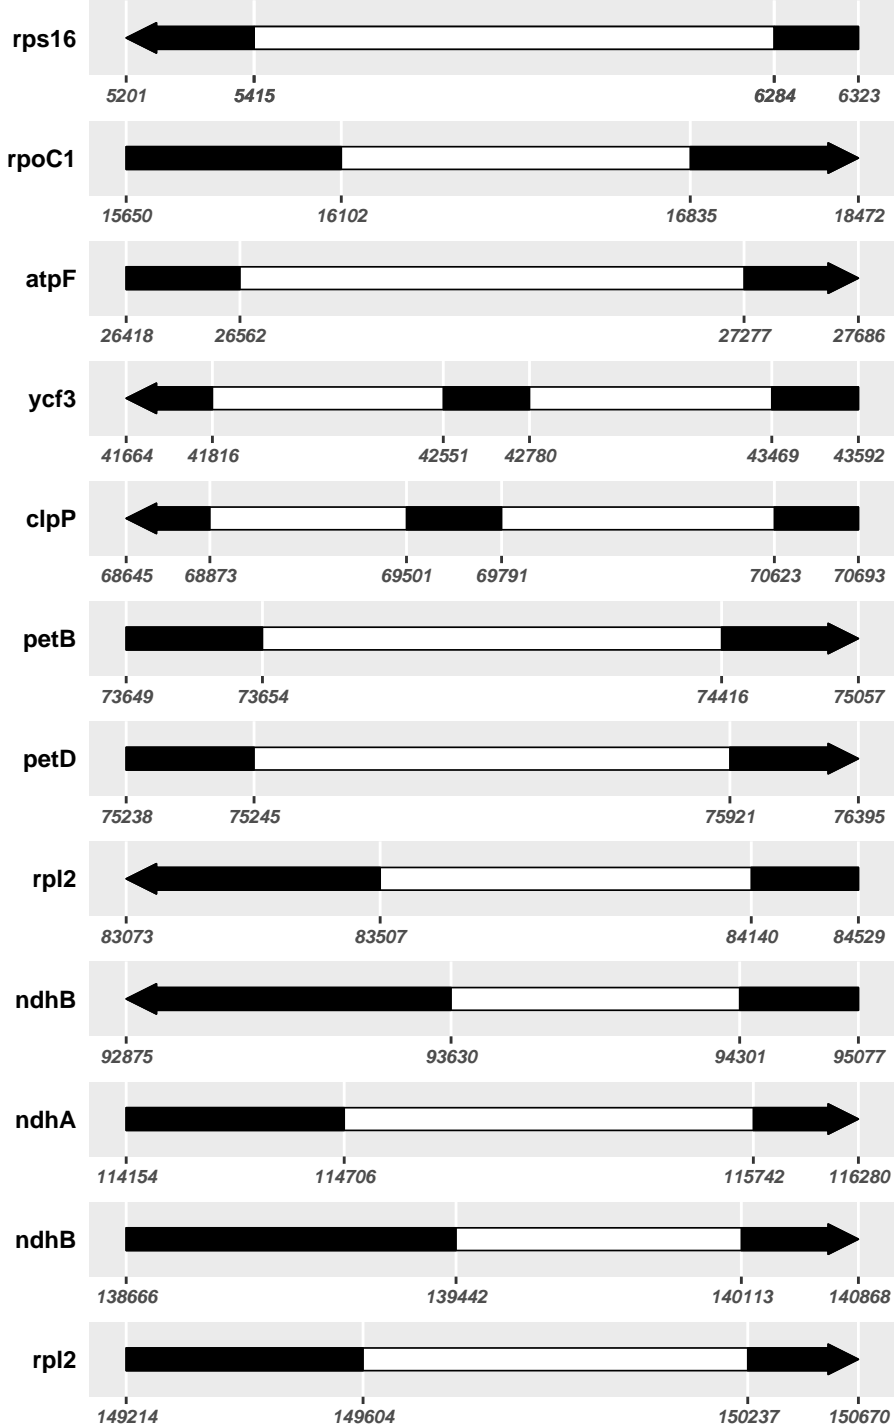 rps16
5201 5415 6284 6323
rpoC1
15650 16102 16835 18472
atpF
26418 26562 27277 27686
ycf3
41664 41816 42551 42780 43469 43592
clpP
68645 68873 69501 69791 70623 70693
petB
73649 73654 74416 75057
petD
75238 75245 75921 76395
rpl2
83073 83507 84140 84529
ndhB
92875 93630 94301 95077
ndhA
114154 114706 115742 116280
ndhB
138666 139442 140113 140868
rpl2
149214 149604 150237 150670